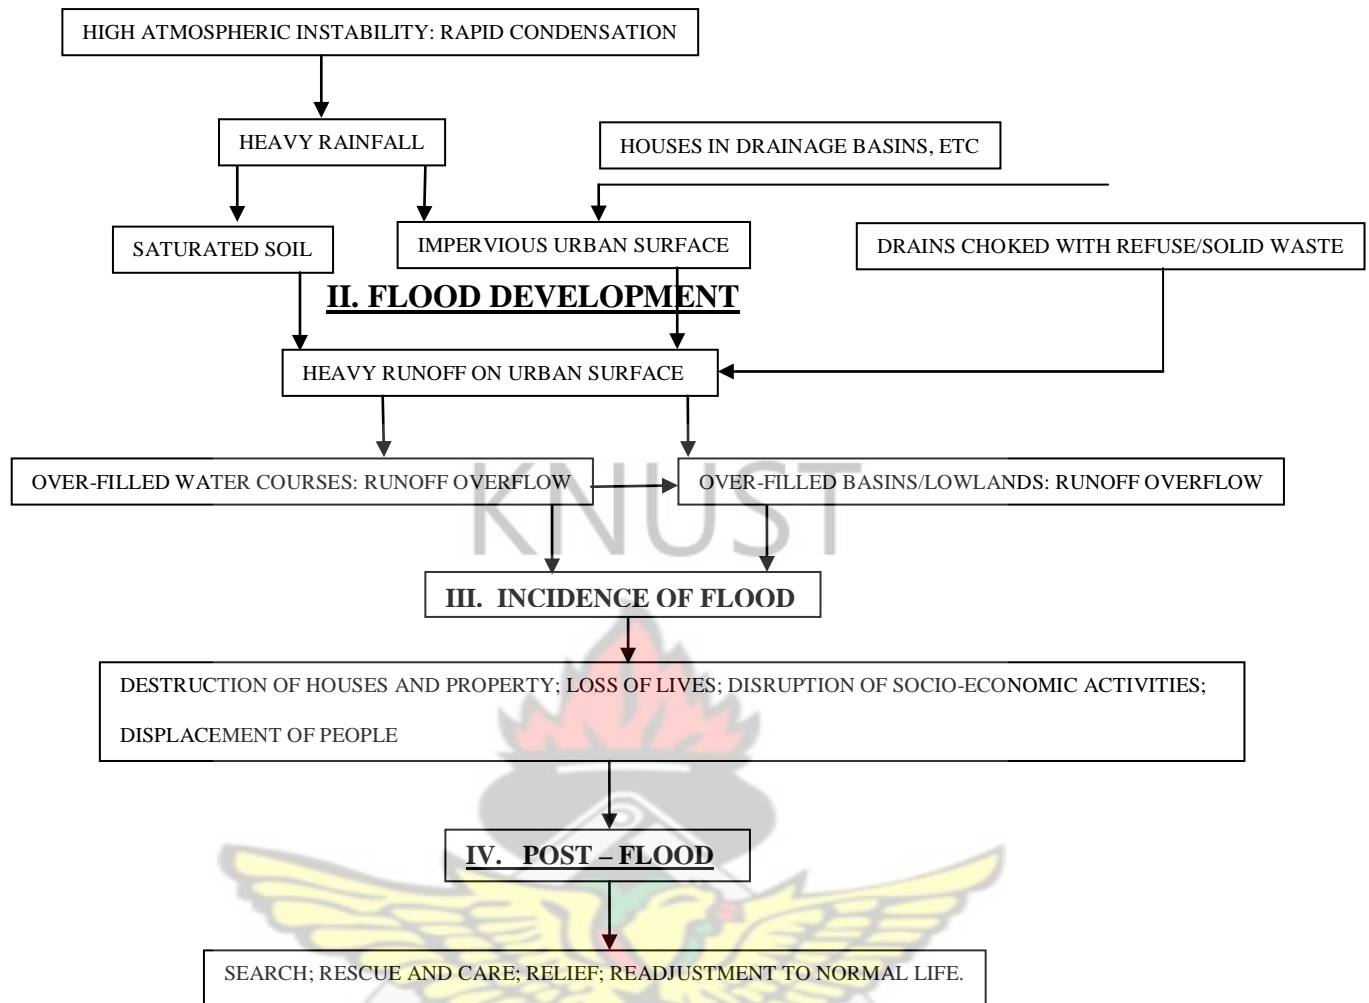 HIGH ATMOSPHERIC INSTABILITY: RAPID CONDENSATION
HEAVY RAINFALL
HOUSES IN DRAINAGE BASINS, ETC
SATURATED SOIL
IMPERVIOUS URBAN SURFACE
DRAINS CHOKED WITH REFUSE/SOLID WASTE
II. FLOOD DEVELOPMENT
HEAVY RUNOFF ON URBAN SURFACE
OVER-FILLED WATER COURSES: RUNOFF OVERFLOW
OVER-FILLED BASINS/LOWLANDS: RUNOFF OVERFLOW
KNUST
III. INCIDENCE OF FLOOD
DESTRUCTION OF HOUSES AND PROPERTY; LOSS OF LIVES; DISRUPTION OF SOCIO-ECONOMIC ACTIVITIES;
DISPLACEMENT OF PEOPLE
IV. POST – FLOOD
SEARCH; RESCUE AND CARE; RELIEF; READJUSTMENT TO NORMAL LIFE.